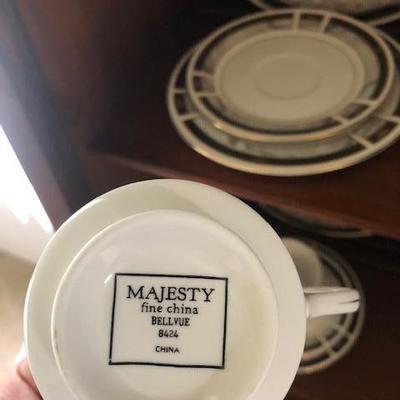 MAJESTY
fine china
BELLVUE
8424
CHINA